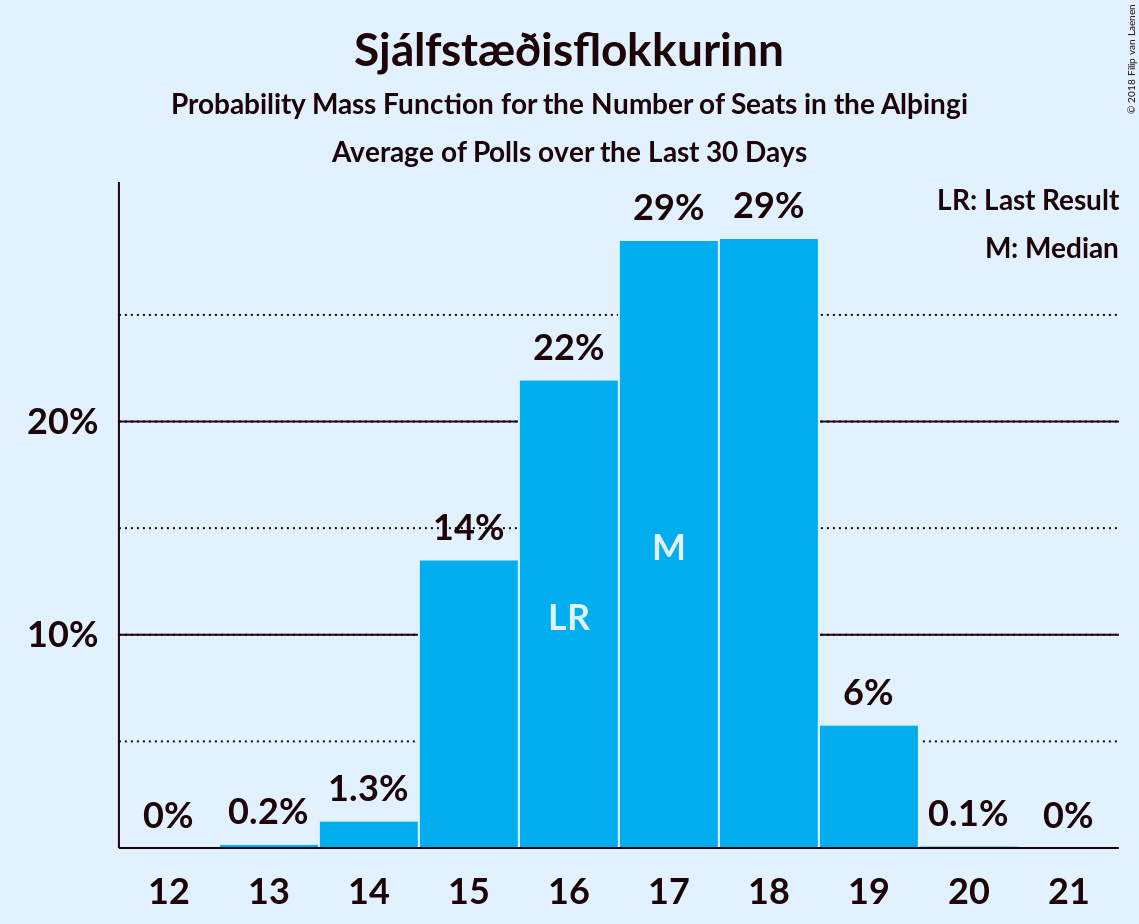 Sjálfstæðisflokkurinn
Probability Mass Function for the Number of Seats in the Alþingi
Average of Polls over the Last 30 Days
© 2018 Filip van Laenen
LR: Last Result
M: Median
29% 29%
22%
20%
14%
M
LR
10%
6%
1.3%
0% 0.2% 0.1% 0%
12 13 14 15 16 17 18 19 20 21